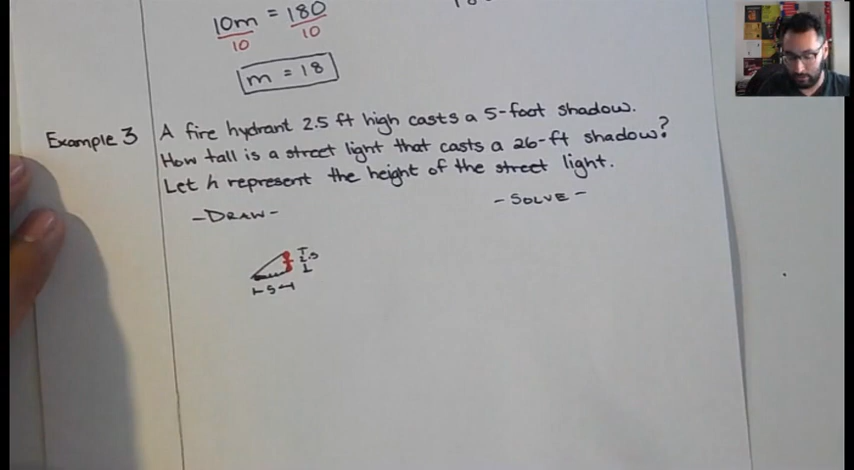 10m = 180
10 10
m = 18
Example 3 A fire hydrant 2.5 ft high casts a 5-foot shadow.
How tall is a street light that casts a 26-ft shadow?
Let h represent the height of the street light.
-DRAW- -SOLVE-
2.5
5